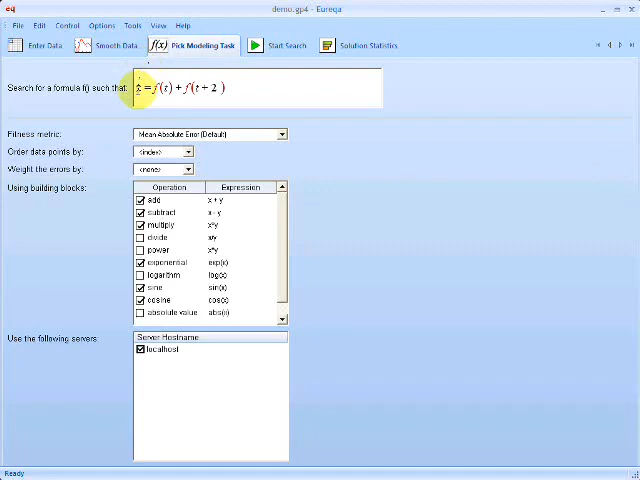 eq demo.gp4 - Eureqa
File Edit Control Options Tools View Help
Enter Data Smooth Data f(x) Pick Modeling Task Start Search Solution Statistics
Search for a formula f() such that: = f(t) + f(t + 2 )
Fitness metric: Mean Absolute Error (Default)
Order data points by: <index>
Weight the errors by: <none>
Using building blocks: Operation Expression
add x + y
subtract x - y
multiply x*y
divide x/y
power x^y
exponential exp(x)
logarithm log(x)
sine sin(x)
cosine cos(x)
absolute value abs(x)
Use the following servers: Server Hostname
localhost
Ready